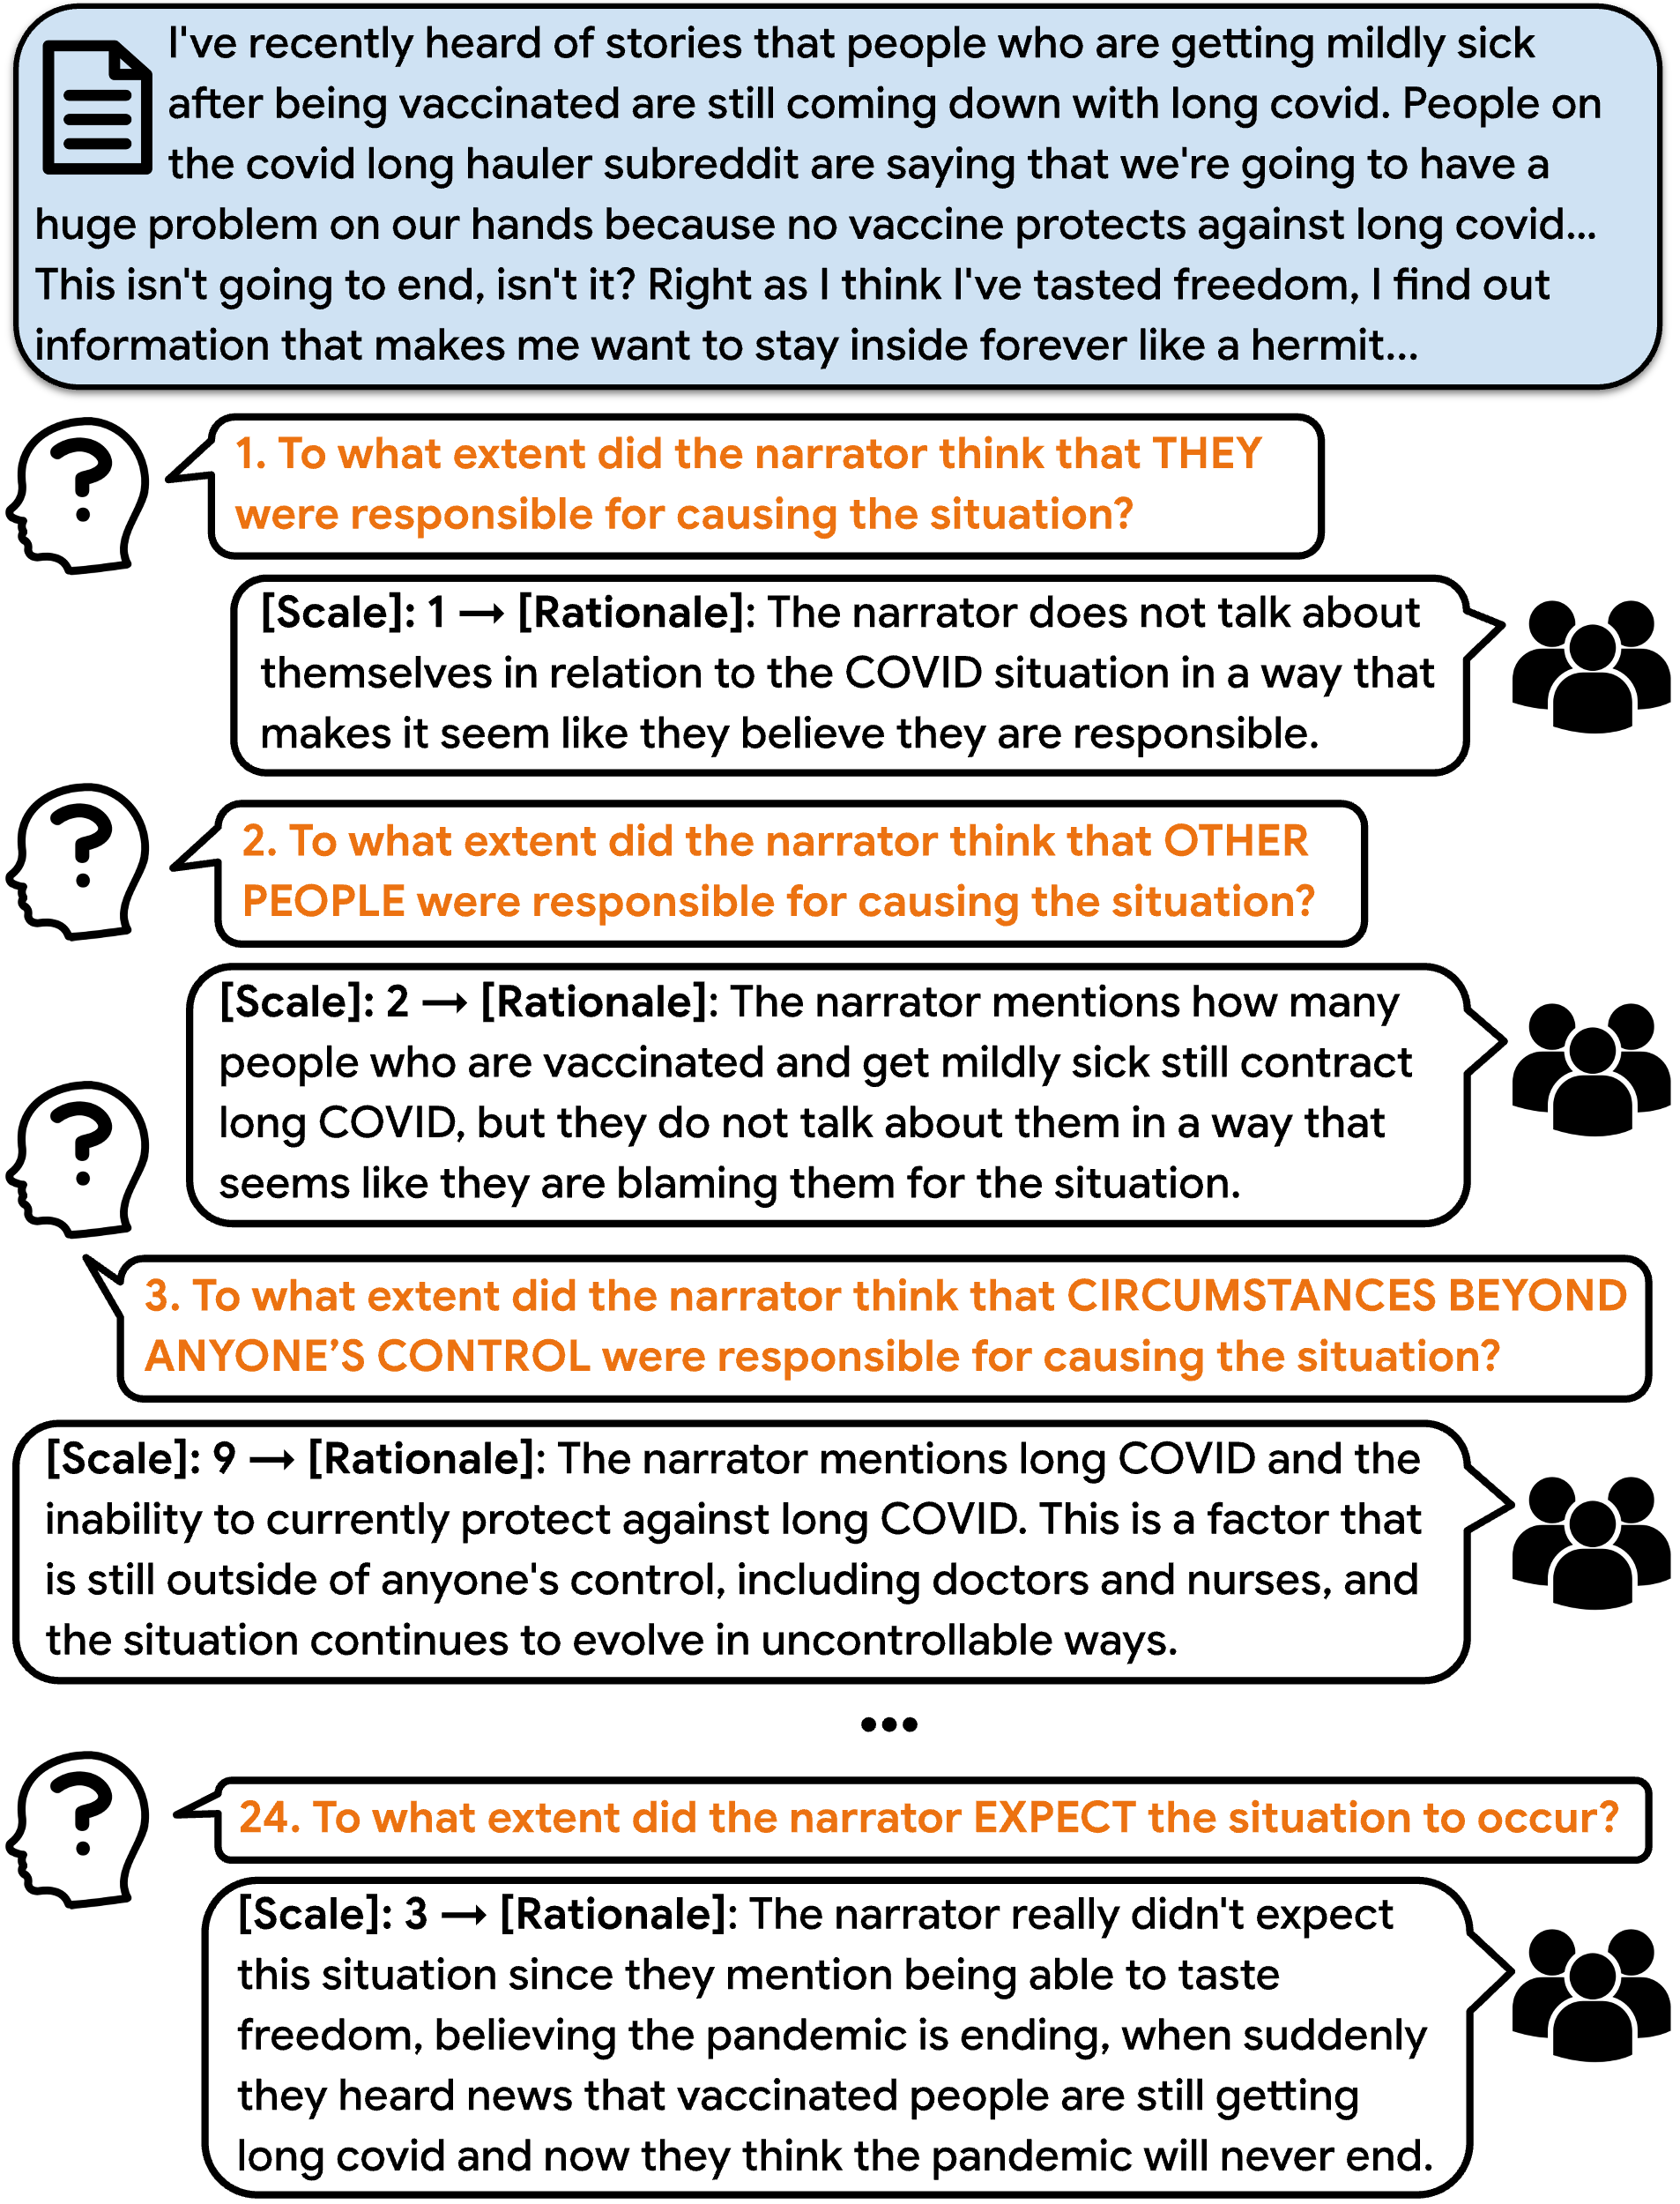 I've recently heard of stories that people who are getting mildly sick
after being vaccinated are still coming down with long covid. People on
the covid long hauler subreddit are saying that we're going to have a
huge problem on our hands because no vaccine protects against long covid...
This isn't going to end, isn't it? Right as I think I've tasted freedom, I find out
information that makes me want to stay inside forever like a hermit...
1. To what extent did the narrator think that THEY
were responsible for causing the situation?
[Scale]: 1 → [Rationale]: The narrator does not talk about
themselves in relation to the COVID situation in a way that
makes it seem like they believe they are responsible.
2. To what extent did the narrator think that OTHER
PEOPLE were responsible for causing the situation?
[Scale]: 2 → [Rationale]: The narrator mentions how many
people who are vaccinated and get mildly sick still contract
long COVID, but they do not talk about them in a way that
seems like they are blaming them for the situation.
3. To what extent did the narrator think that CIRCUMSTANCES BEYOND
ANYONE’S CONTROL were responsible for causing the situation?
[Scale]: 9 → [Rationale]: The narrator mentions long COVID and the
inability to currently protect against long COVID. This is a factor that
is still outside of anyone's control, including doctors and nurses, and
the situation continues to evolve in uncontrollable ways.
...
24. To what extent did the narrator EXPECT the situation to occur?
[Scale]: 3 → [Rationale]: The narrator really didn't expect
this situation since they mention being able to taste
freedom, believing the pandemic is ending, when suddenly
they heard news that vaccinated people are still getting
long covid and now they think the pandemic will never end.